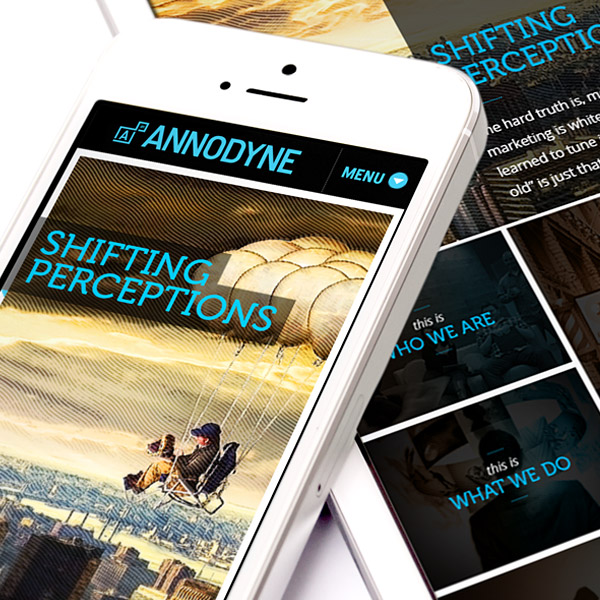 ANNODYNE
MENU
SHIFTING
PERCEPTIONS
SHIFTING
ERCEPTIO
he hard truth is, m
marketing is white
learned to tune
old" is just that
this is
WHO WE ARE
this is
WHAT WE DO